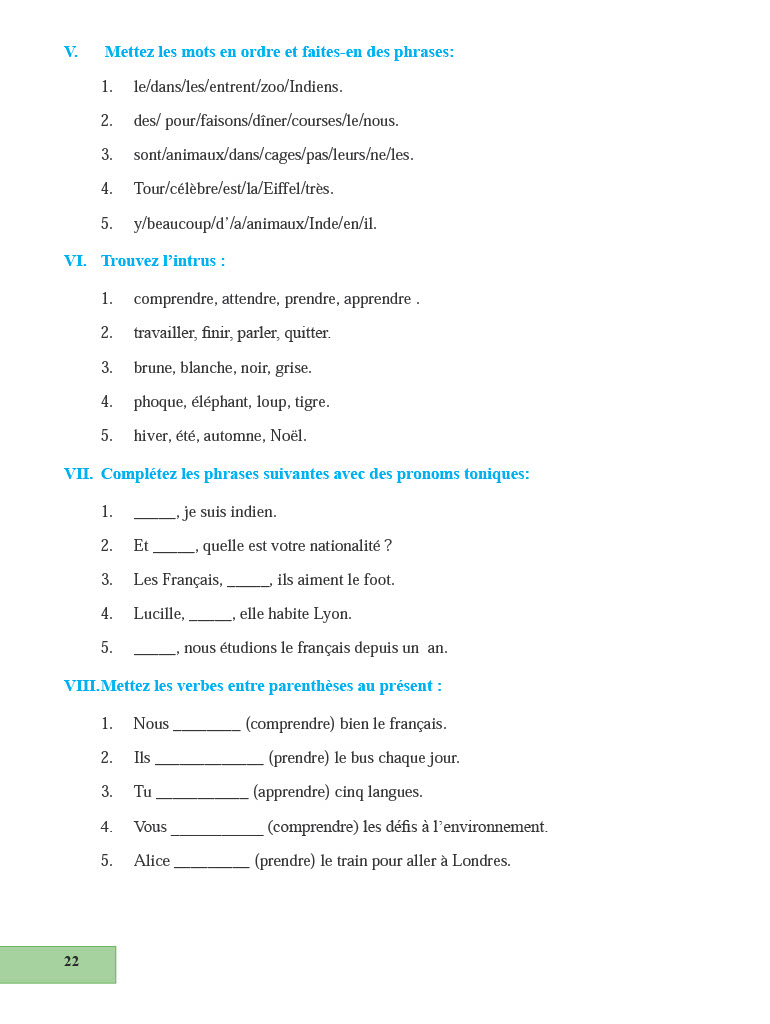 V. Mettez les mots en ordre et faites-en des phrases:
1. le/dans/les/entrent/zoo/Indiens.
2. des/ pour/faisons/dîner/courses/le/nous.
3. sont/animaux/dans/cages/pas/leurs/ne/les.
4. Tour/célèbre/est/la/Eiffel/très.
5. y/beaucoup/d’/a/animaux/Inde/en/il.
VI. Trouvez l’intrus :
1. comprendre, attendre, prendre, apprendre .
2. travailler, finir, parler, quitter.
3. brune, blanche, noir, grise.
4. phoque, éléphant, loup, tigre.
5. hiver, été, automne, Noël.
VII. Complétez les phrases suivantes avec des pronoms toniques:
1. _____, je suis indien.
2. Et _____, quelle est votre nationalité ?
3. Les Français, _____, ils aiment le foot.
4. Lucille, _____, elle habite Lyon.
5. _____, nous étudions le français depuis un an.
VIII.Mettez les verbes entre parenthèses au présent :
1. Nous ________ (comprendre) bien le français.
2. Ils _____________ (prendre) le bus chaque jour.
3. Tu ___________ (apprendre) cinq langues.
4. Vous ___________ (comprendre) les défis à l’environnement.
5. Alice _________ (prendre) le train pour aller à Londres.
22